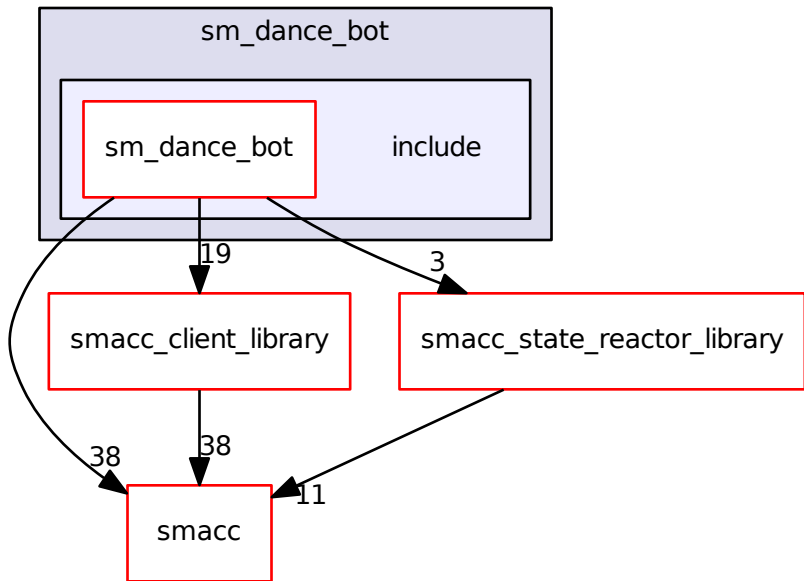 sm_dance_bot
sm_dance_bot
include
19
3
smacc_client_library
smacc_state_reactor_library
38
38
11
smacc